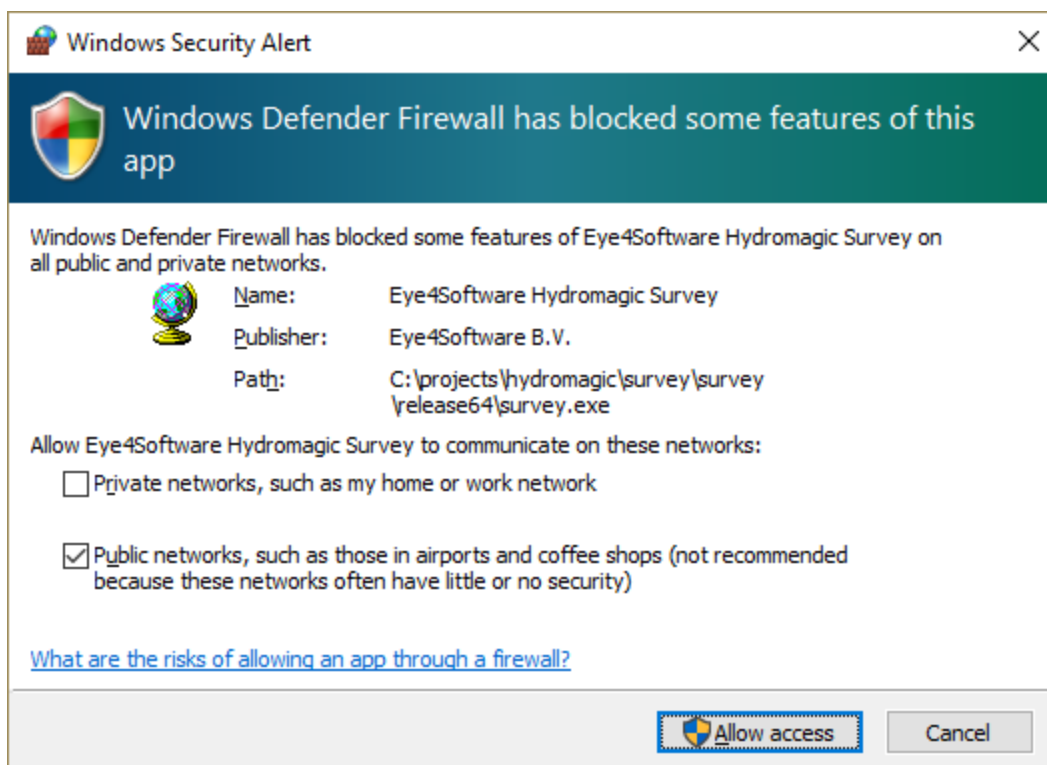 Windows Security Alert
Windows Defender Firewall has blocked some features of this
app
Windows Defender Firewall has blocked some features of Eye4Software Hydromagic Survey on
all public and private networks.
Name: Eye4Software Hydromagic Survey
Publisher: Eye4Software B.V.
Path: C:\projects\hydromagic\survey\survey
\release64\survey.exe
Allow Eye4Software Hydromagic Survey to communicate on these networks:
Private networks, such as my home or work network
Public networks, such as those in airports and coffee shops (not recommended
because these networks often have little or no security)
What are the risks of allowing an app through a firewall?
Allow access Cancel